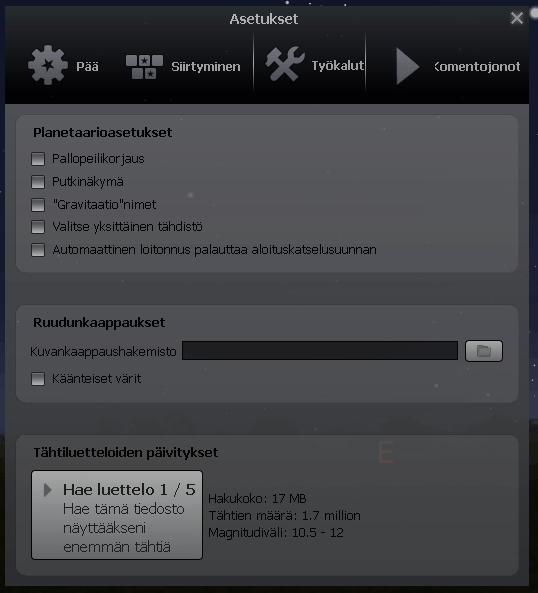 Asetukset
Pää Siirtyminen Työkalut Komentojonot
Planetaarioasetukset
Pallopeilikorjaus
Putkinäkymä
"Gravitaatio"nimet
Valitse yksittäinen tähdistö
Automaattinen loitonnus palauttaa aloituskatselusuunnan
Ruudunkaappaukset
Kuvankaappaushakemisto
Käänteiset värit
Tähtiluetteloiden päivitykset
E
Hae luettelo 1 / 5
Hae tämä tiedosto
näyttääkseni
enemmän tähtiä
Hakukoko: 17 MB
Tähtien määrä: 1.7 million
Magnitudiväli: 10.5 - 12